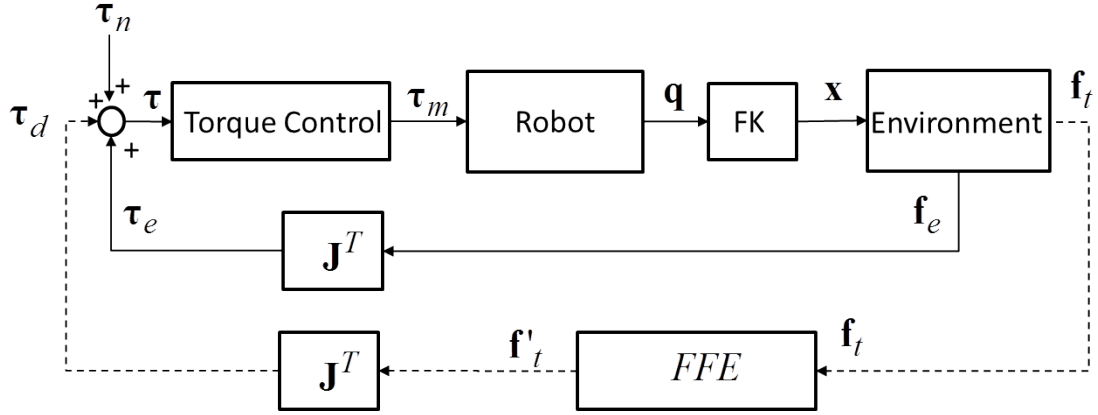 τn
τd
+
+
+
τ
Torque Control
τm
Robot
q
FK
x
Environment
ft
τe
J^T
fe
J^T
f't
FFE
ft